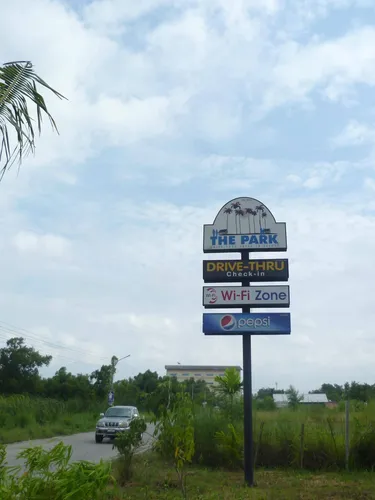 THE PARK
DRIVE-THRU
Check-in
Wi-Fi Zone
pepsi